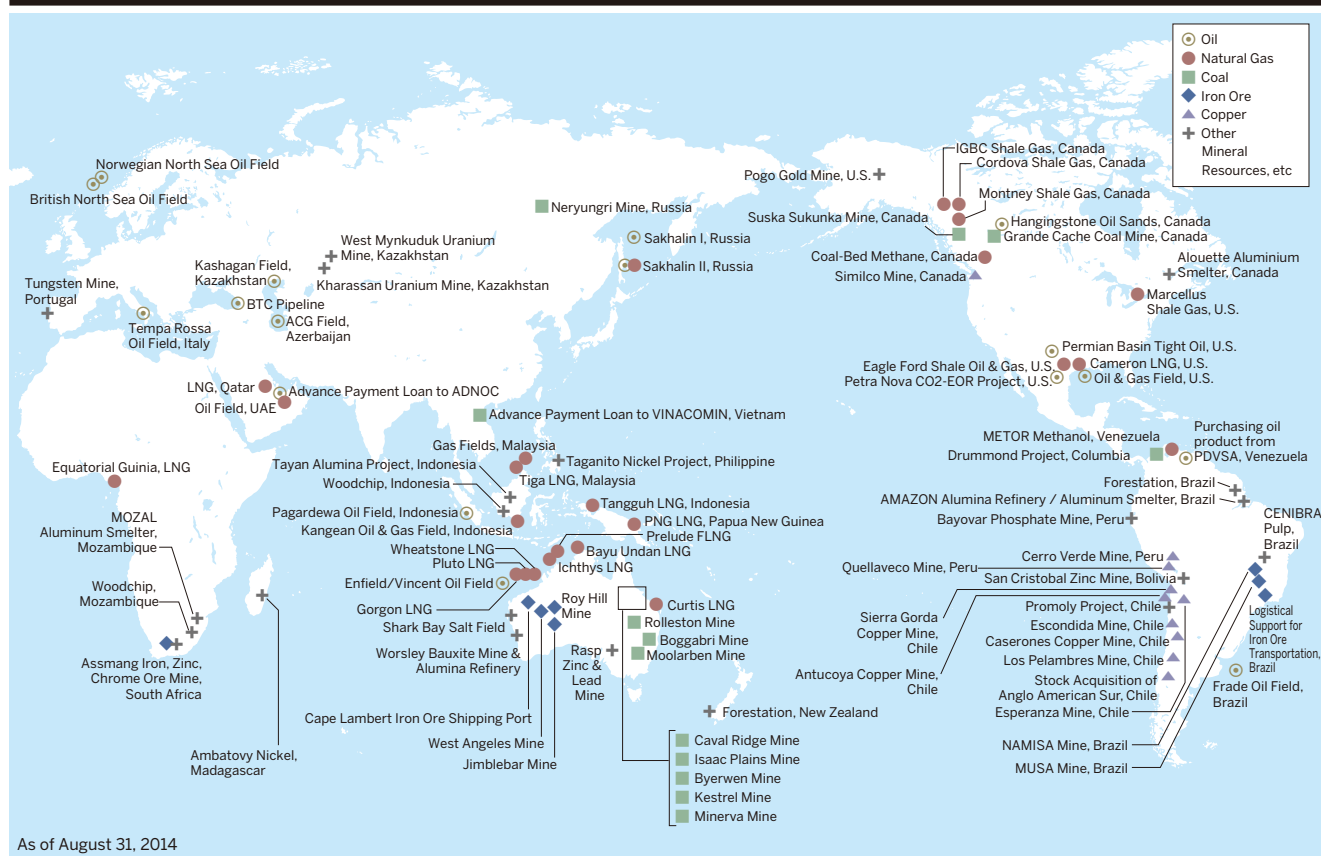 Oil
Natural Gas
Coal
Iron Ore
Copper
Other
Mineral
Resources, etc
Norwegian North Sea Oil Field
British North Sea Oil Field
Neryungri Mine, Russia
Sakhalin I, Russia
Sakhalin II, Russia
West Mynkuduk Uranium
Mine, Kazakhstan
Kharassan Uranium Mine, Kazakhstan
Kashagan Field,
Kazakhstan
BTC Pipeline
ACG Field,
Azerbaijan
Tungsten Mine,
Portugal
Tempa Rossa
Oil Field, Italy
LNG, Qatar
Advance Payment Loan to ADNOC
Oil Field, UAE
Advance Payment Loan to VINACOMIN, Vietnam
Gas Fields, Malaysia
Tayan Alumina Project, Indonesia
Taganito Nickel Project, Philippine
Tiga LNG, Malaysia
Woodchip, Indonesia
Equatorial Guinia, LNG
Tangguh LNG, Indonesia
Pagardewa Oil Field, Indonesia
PNG LNG, Papua New Guinea
Kangean Oil & Gas Field, Indonesia
Prelude FLNG
MOZAL
Aluminum Smelter,
Mozambique
Wheatstone LNG
Bayu Undan LNG
Pluto LNG
Ichthys LNG
Enfield/Vincent Oil Field
Woodchip,
Mozambique
Gorgon LNG
Roy Hill
Mine
Curtis LNG
Shark Bay Salt Field
Rolleston Mine
Boggabri Mine
Moolarben Mine
Worsley Bauxite Mine &
Alumina Refinery
Rasp
Zinc &
Lead
Mine
Assmang Iron, Zinc,
Chrome Ore Mine,
South Africa
Cape Lambert Iron Ore Shipping Port
Forestation, New Zealand
West Angeles Mine
Jimblebar Mine
Ambatovy Nickel,
Madagascar
Caval Ridge Mine
Isaac Plains Mine
Byerwen Mine
Kestrel Mine
Minerva Mine
IGBC Shale Gas, Canada
Cordova Shale Gas, Canada
Pogo Gold Mine, U.S.
Montney Shale Gas, Canada
Suska Sukunka Mine, Canada
Hangingstone Oil Sands, Canada
Grande Cache Coal Mine, Canada
Coal-Bed Methane, Canada
Similco Mine, Canada
Alouette Aluminium
Smelter, Canada
Marcellus
Shale Gas, U.S.
Permian Basin Tight Oil, U.S.
Eagle Ford Shale Oil & Gas, U.S.
Cameron LNG, U.S.
Petra Nova CO2-EOR Project, U.S.
Oil & Gas Field, U.S.
METOR Methanol, Venezuela
Drummond Project, Columbia
Purchasing oil
product from
PDVSA, Venezuela
Forestation, Brazil
AMAZON Alumina Refinery / Aluminum Smelter, Brazil
Bayovar Phosphate Mine, Peru
CENIBRA
Pulp,
Brazil
Cerro Verde Mine, Peru
Quellaveco Mine, Peru
San Cristobal Zinc Mine, Bolivia
Sierra Gorda
Copper Mine,
Chile
Promoly Project, Chile
Escondida Mine, Chile
Caserones Copper Mine, Chile
Los Pelambres Mine, Chile
Antucoya Copper Mine,
Chile
Stock Acquisition of
Anglo American Sur, Chile
Esperanza Mine, Chile
Logistical
Support for
Iron Ore
Transportation,
Brazil
Frade Oil Field,
Brazil
NAMISA Mine, Brazil
MUSA Mine, Brazil
As of August 31, 2014